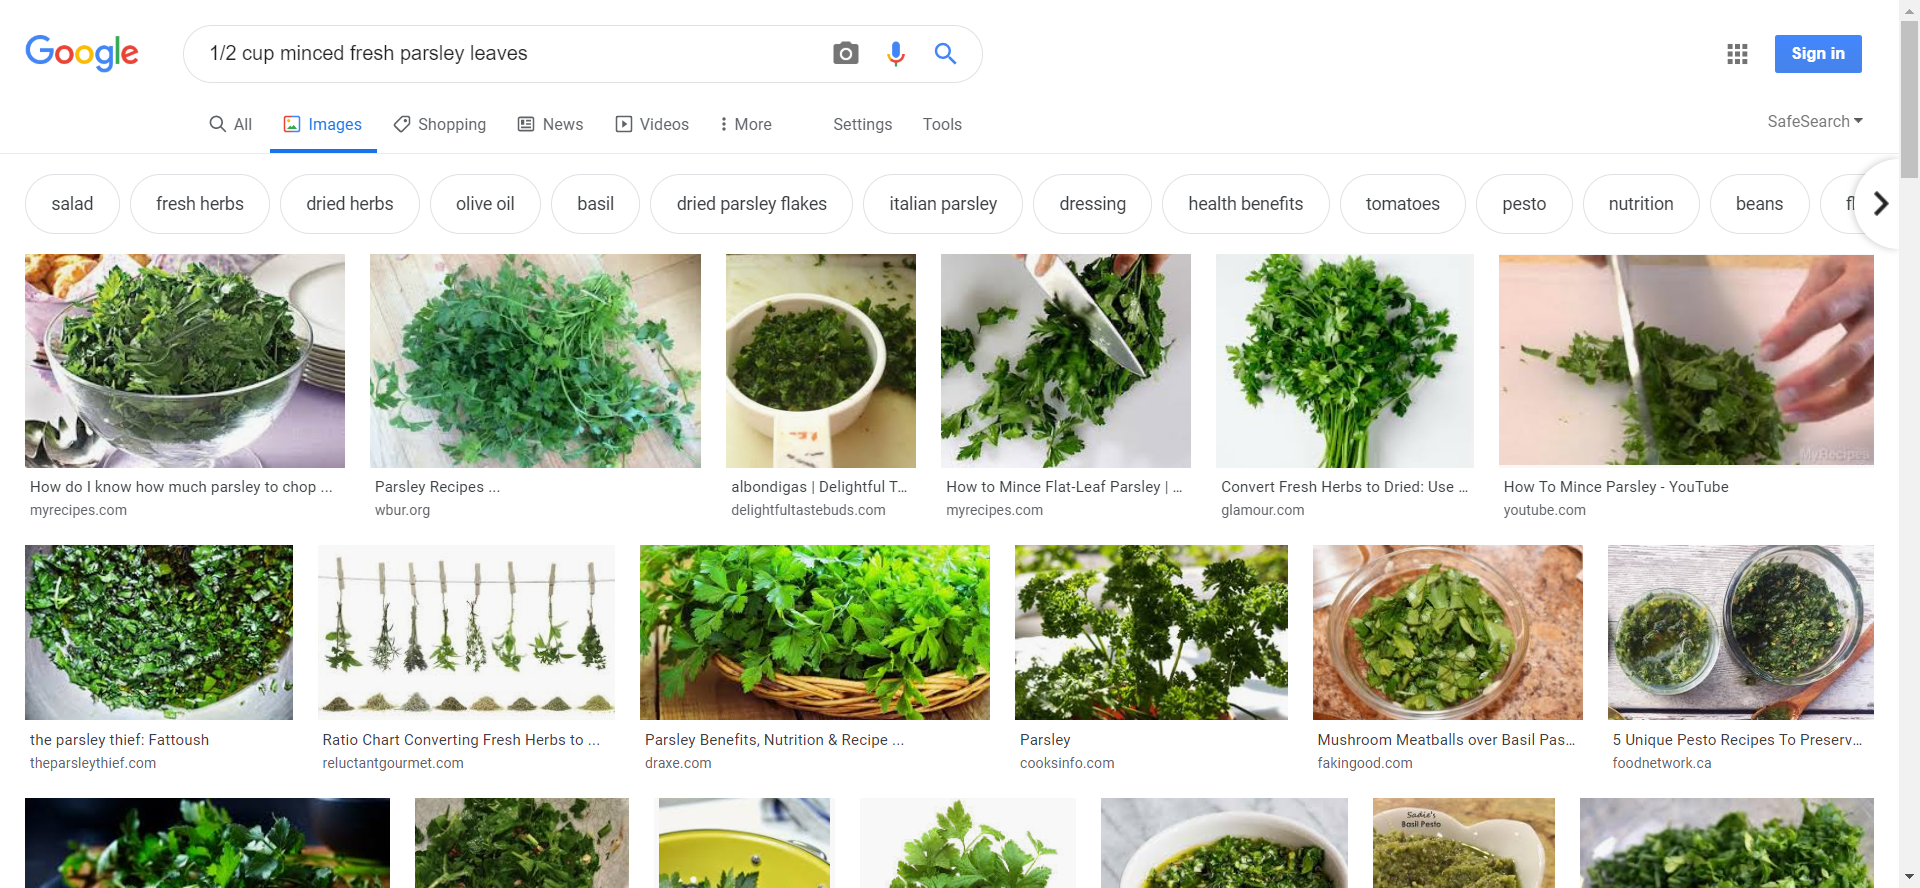 Google
1/2 cup minced fresh parsley leaves
Sign in
All
Images
Shopping
News
Videos
More
Settings
Tools
SafeSearch
salad
fresh herbs
dried herbs
olive oil
basil
dried parsley flakes
italian parsley
dressing
health benefits
tomatoes
pesto
nutrition
beans
fl
MyRecipes
How do I know how much parsley to chop ...
myrecipes.com
Parsley Recipes ...
wbur.org
albondigas | Delightful T...
delightfultastebuds.com
How to Mince Flat-Leaf Parsley | ...
myrecipes.com
Convert Fresh Herbs to Dried: Use ...
glamour.com
How To Mince Parsley - YouTube
youtube.com
the parsley thief: Fattoush
theparsleythief.com
Ratio Chart Converting Fresh Herbs to ...
reluctantgourmet.com
Parsley Benefits, Nutrition & Recipe ...
draxe.com
Parsley
cooksinfo.com
Mushroom Meatballs over Basil Pas...
fakingood.com
5 Unique Pesto Recipes To Preserv...
foodnetwork.ca
Sadie's
Basil Pesto